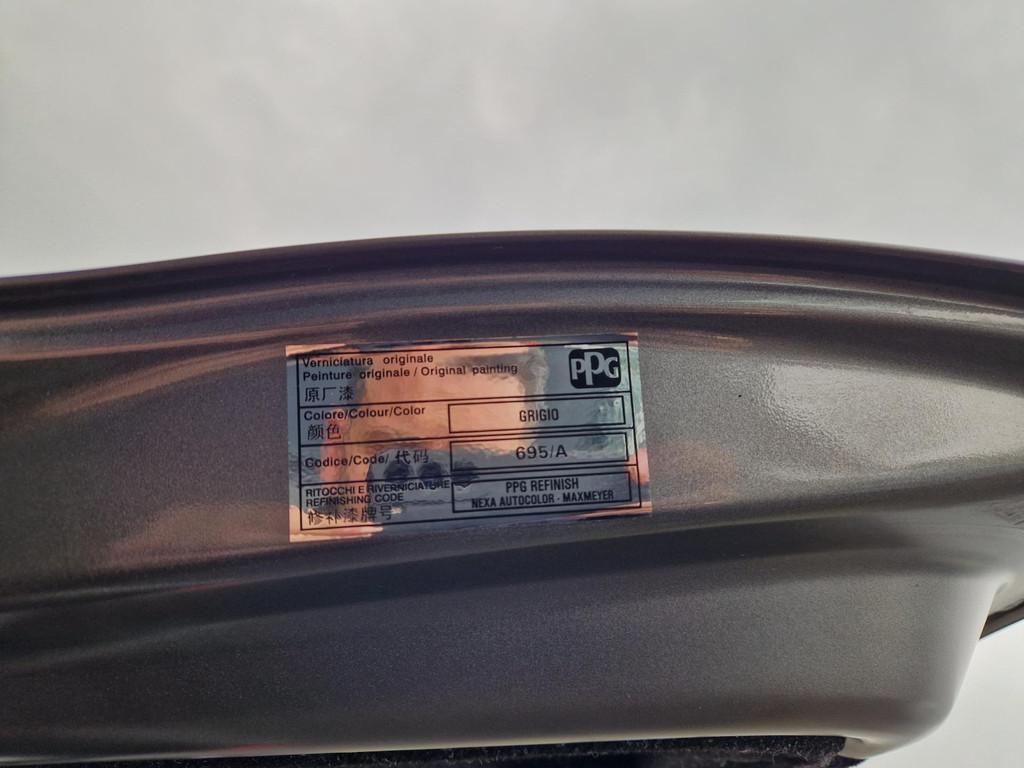 Verniciatura originale
Peinture originale / Original painting
原厂漆
PPG
Colore/Colour/Color
颜色
GRIGIO
Codice/Code/ 代码
695/A
RITOCCHI E RIVERNICIATURE
REFINISHING CODE
修补漆牌号
PPG REFINISH
NEXA AUTOCOLOR - MAXMEYER